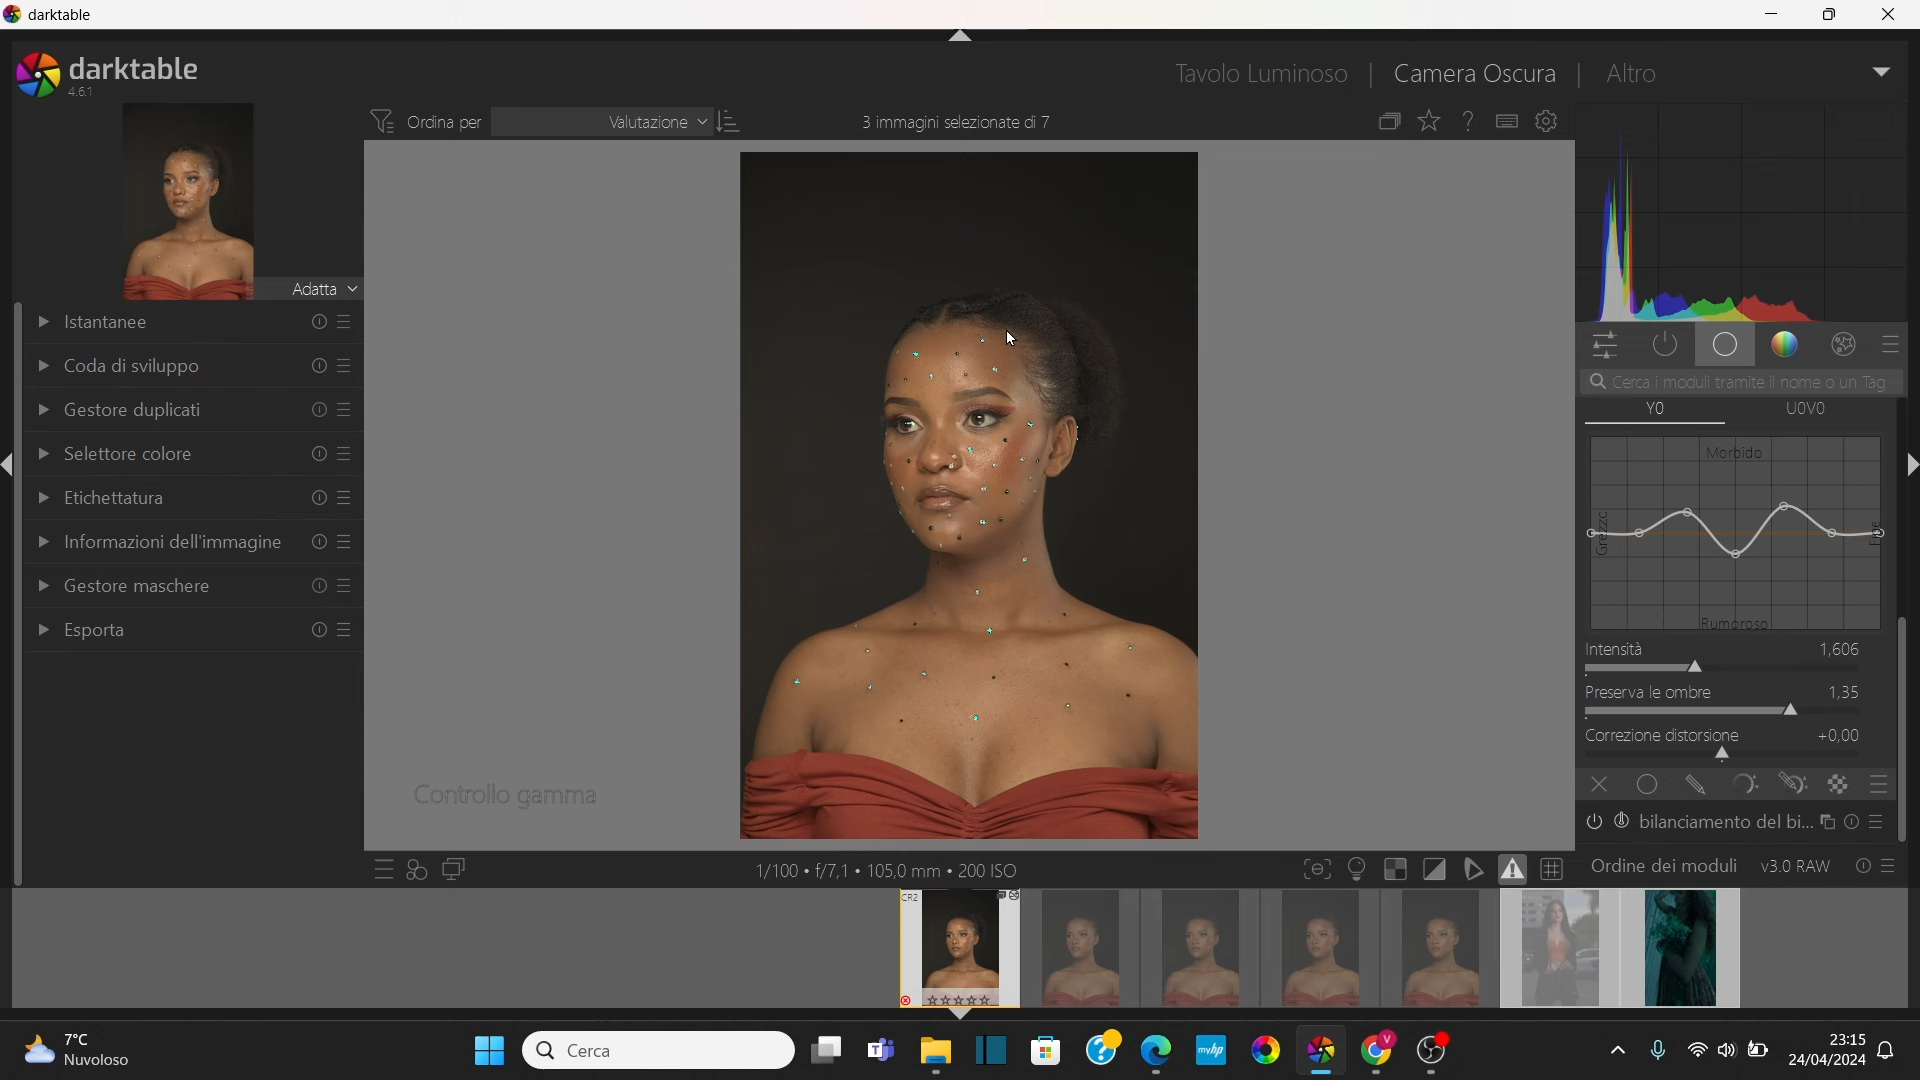 darktable
darktable
4.6.1
Tavolo Luminoso | Camera Oscura | Altro
Ordina per Valutazione
3 immagini selezionate di 7
Adatta
Istantanee
Coda di sviluppo
Gestore duplicati
Selettore colore
Etichettatura
Informazioni dell'immagine
Gestore maschere
Esporta
Controllo gamma
Cerca i moduli tramite il nome o un Tag
Y0 U0V0
Morbido
Grezzo
Fine
Rumoroso
Intensità 1,606
Preserva le ombre 1,35
Correzione distorsione +0,00
bilanciamento del bi...
Ordine dei moduli v3.0 RAW
1/100 • f/7,1 • 105,0 mm • 200 ISO
CR2
7°C
Nuvoloso
Cerca
myhp
V
23:15
24/04/2024